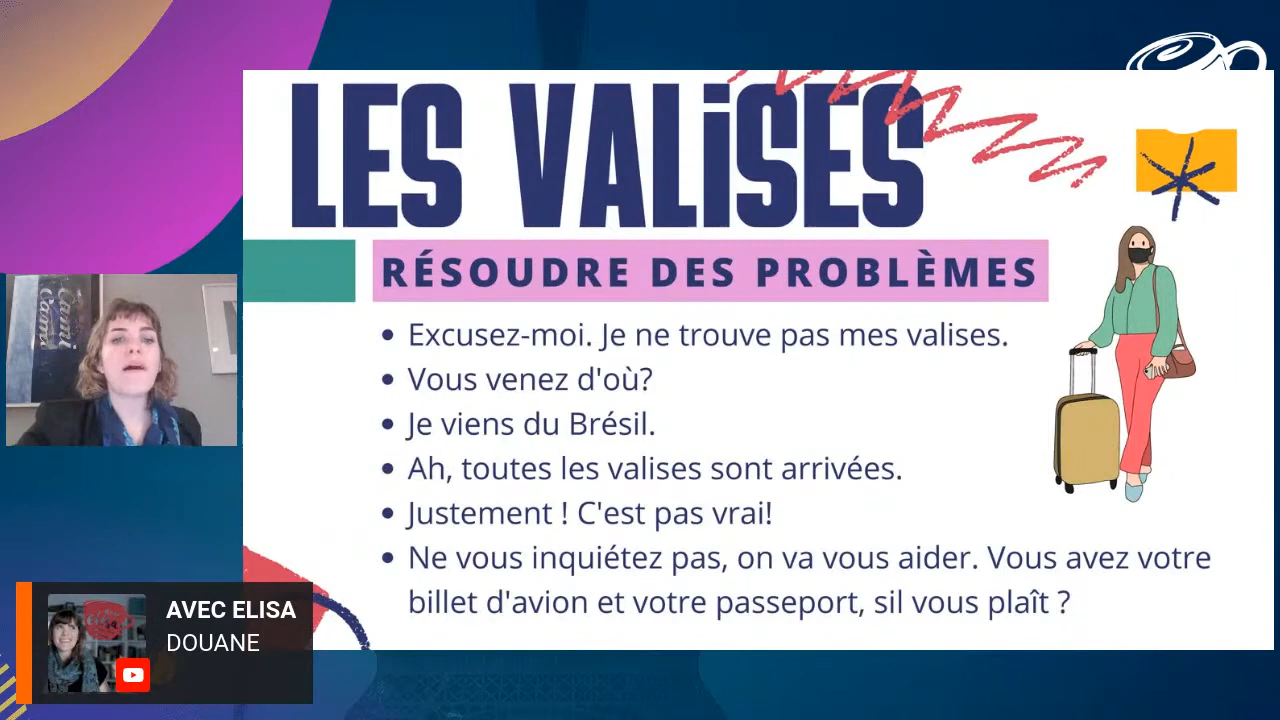 LES VALiSES
RÉSOUDRE DES PROBLÈMES
• Excusez-moi. Je ne trouve pas mes valises.
• Vous venez d'où?
• Je viens du Brésil.
• Ah, toutes les valises sont arrivées.
• Justement ! C'est pas vrai!
• Ne vous inquiétez pas, on va vous aider. Vous avez votre
billet d'avion et votre passeport, sil vous plaît ?
AVEC ELISA
DOUANE